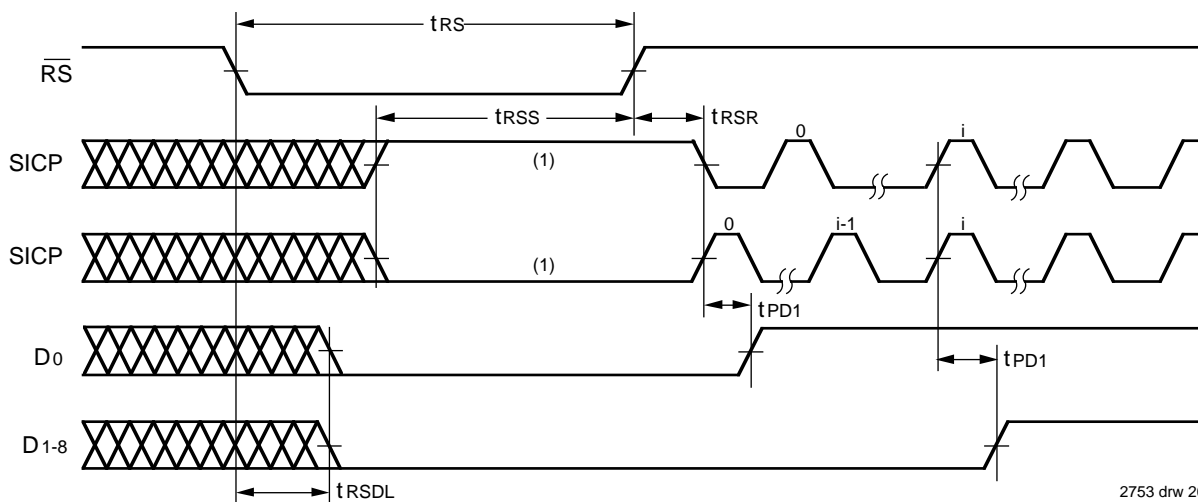 tRS
RS
tRSS
tRSR
0
i
SICP
(1)
0
i-1
i
SICP
(1)
tPD1
D0
tPD1
D1-8
tRSDL
2753 drw 20